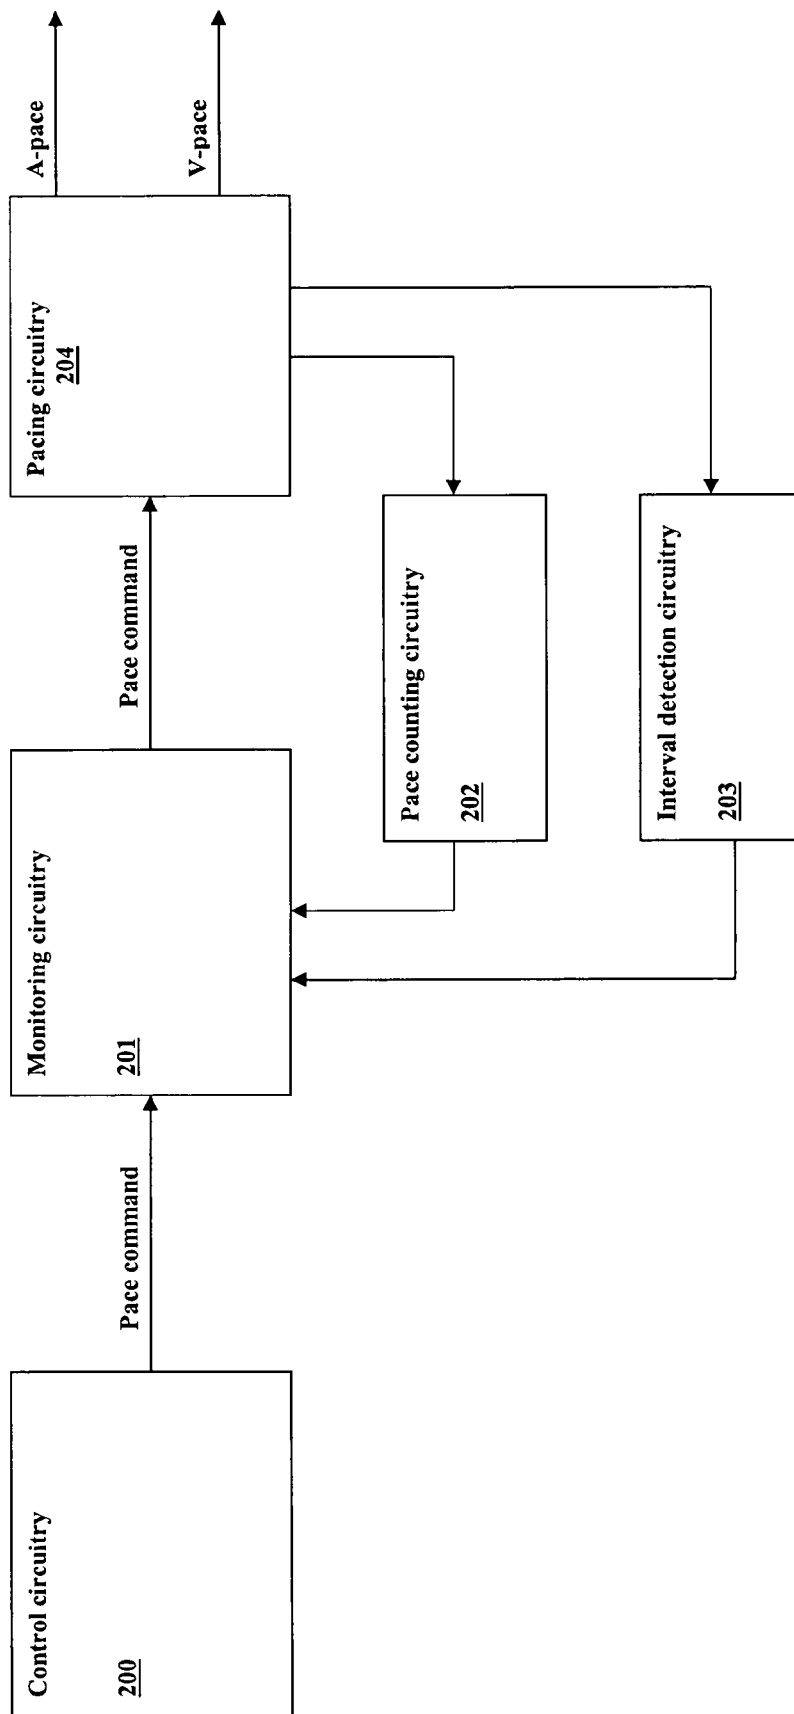 Control circuitry
200
Pace command
Monitoring circuitry
201
Pace command
Pacing circuitry
204
A-pace
V-pace
Pace counting circuitry
202
Interval detection circuitry
203